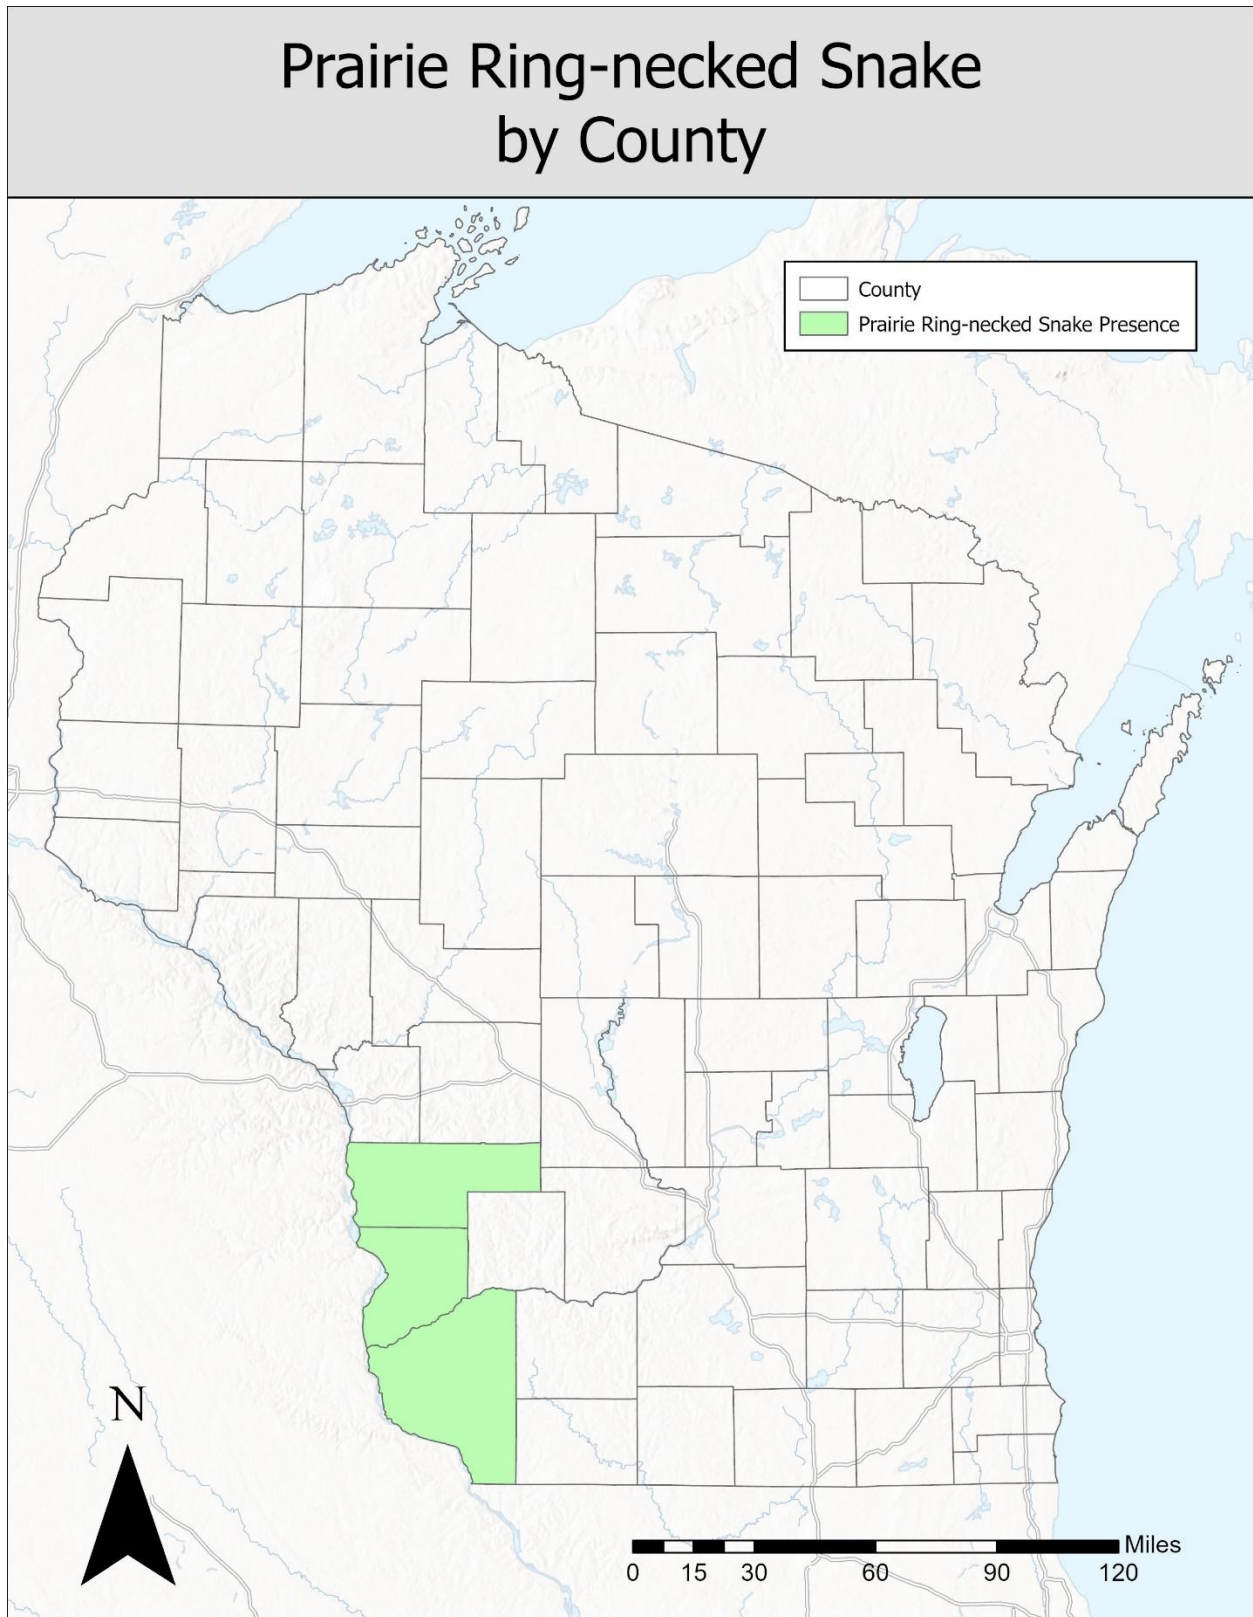 Prairie Ring-necked Snake
by County
County
Prairie Ring-necked Snake Presence
N
Miles
0 15 30 60 90 120